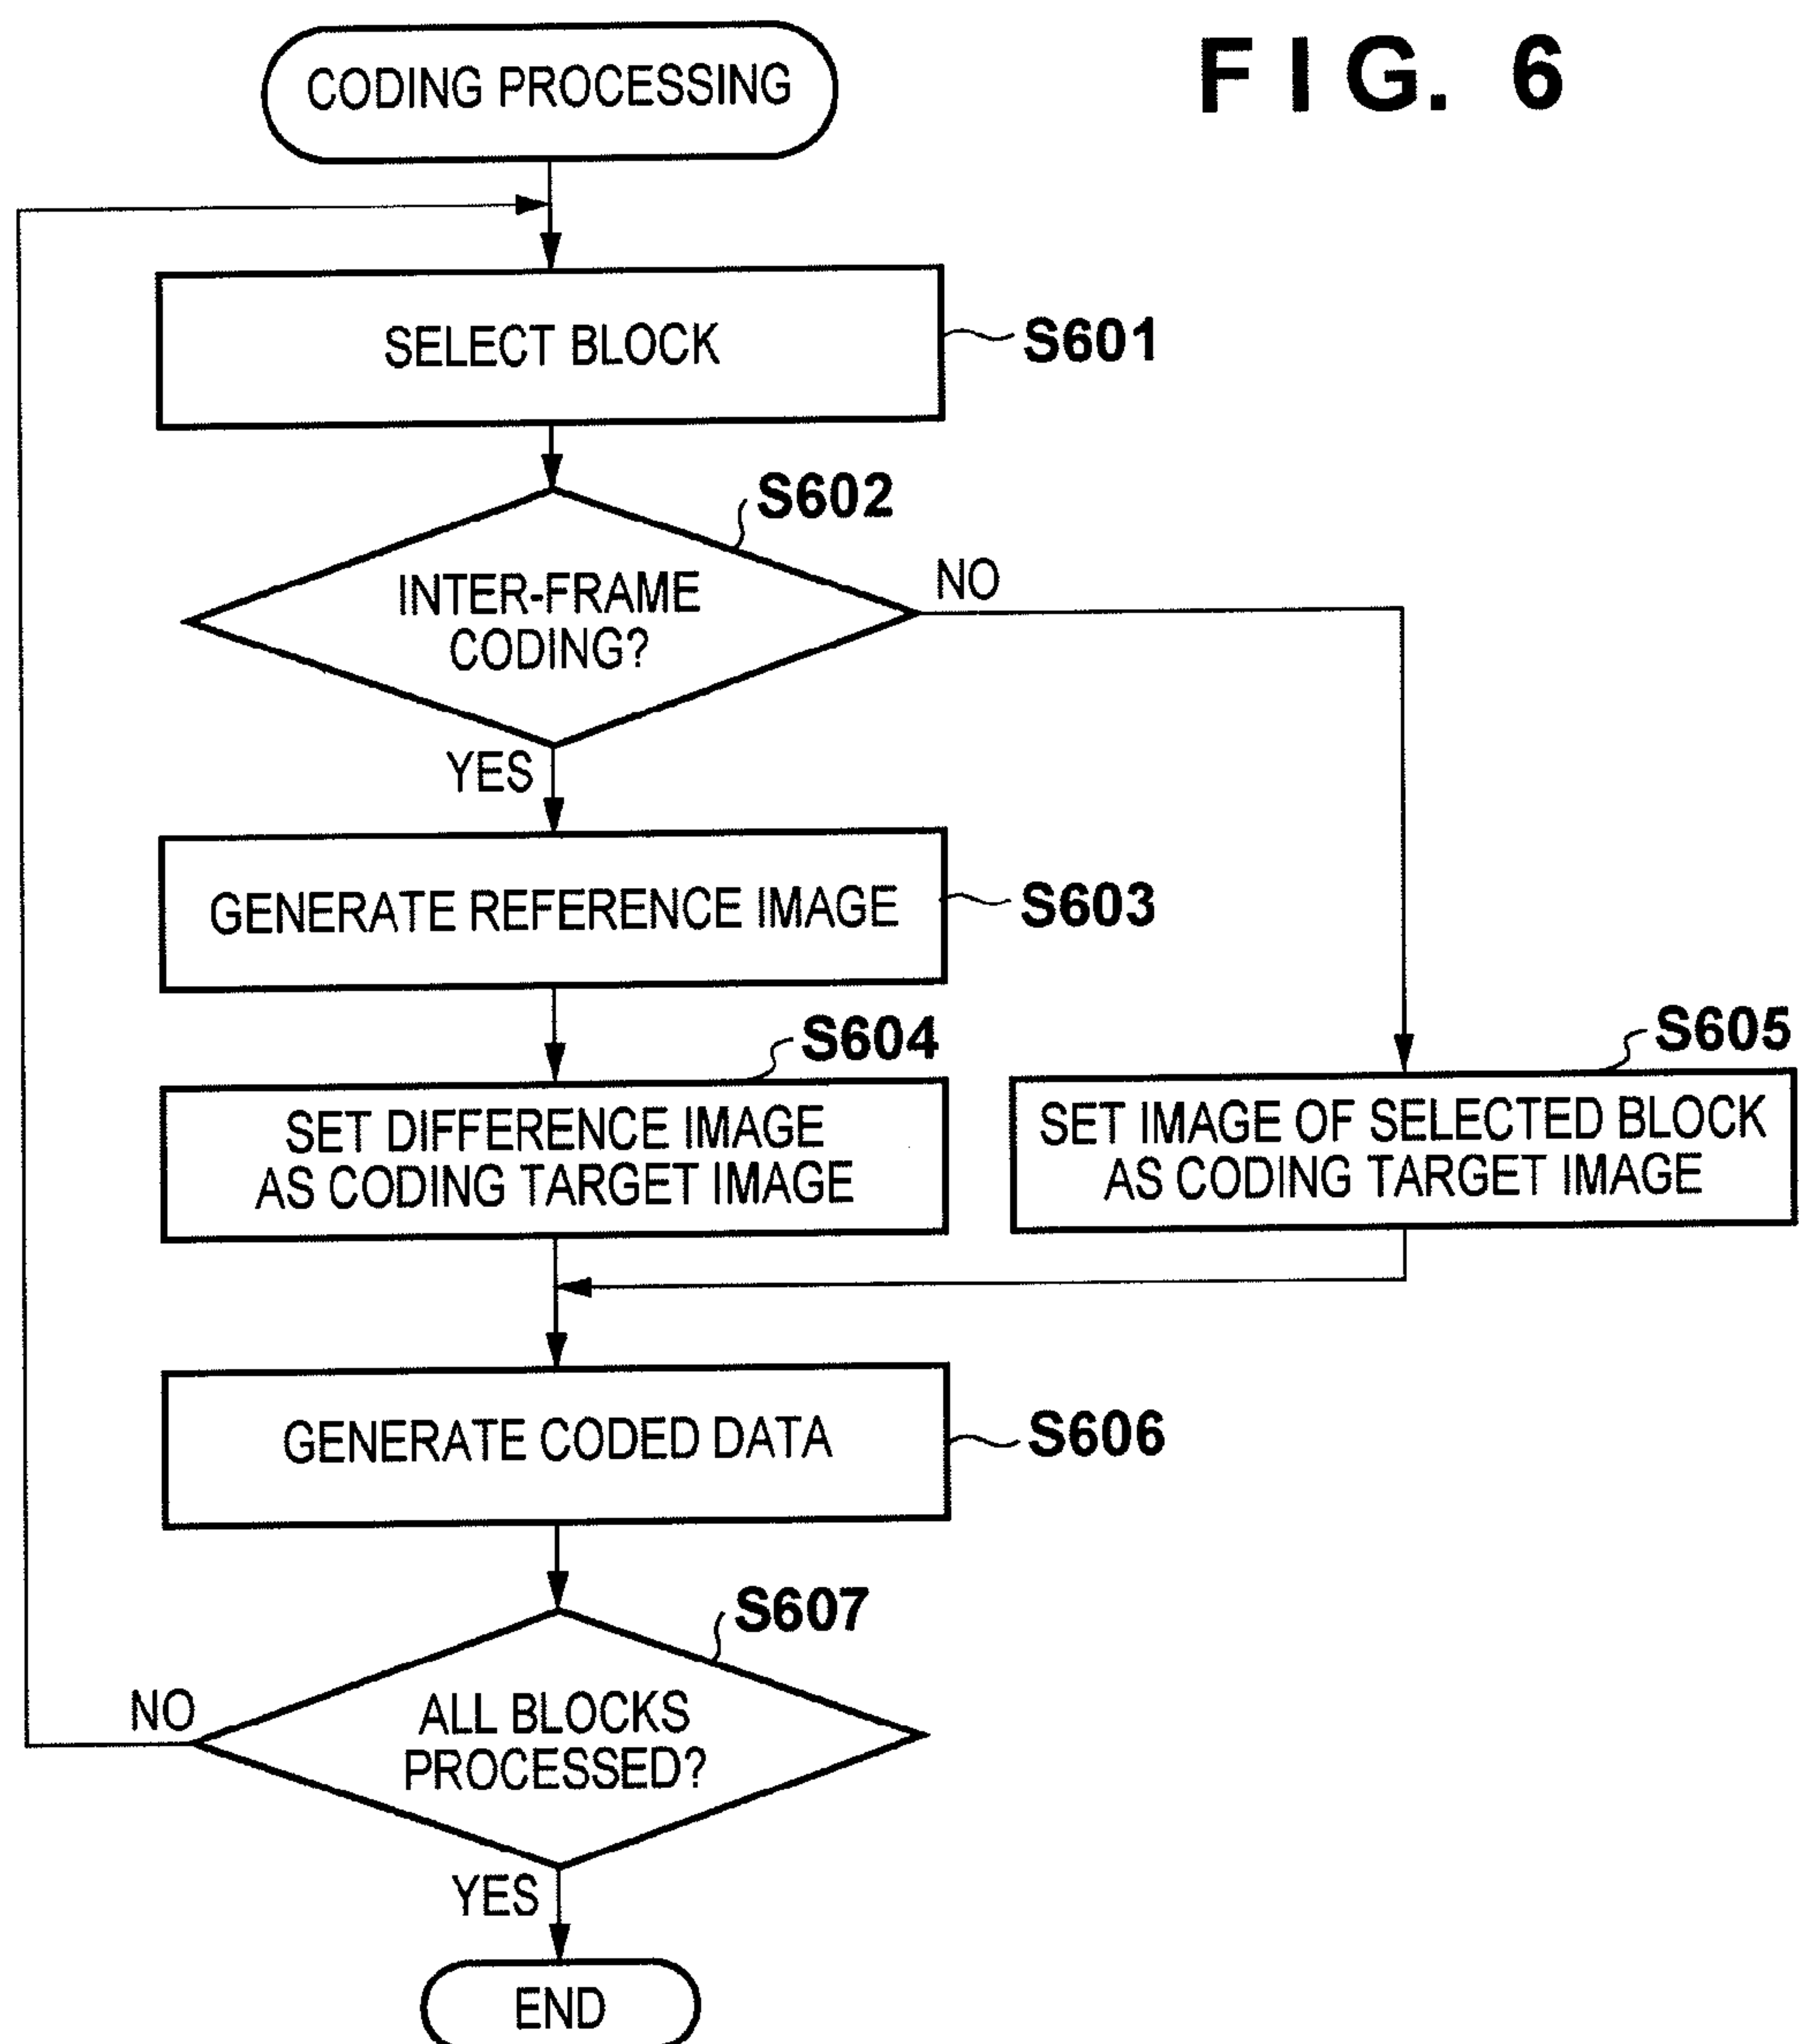 FIG. 6
CODING PROCESSING
SELECT BLOCK
S601
S602
INTER-FRAME
CODING?
NO
YES
GENERATE REFERENCE IMAGE
S603
S604
SET DIFFERENCE IMAGE
AS CODING TARGET IMAGE
S605
SET IMAGE OF SELECTED BLOCK
AS CODING TARGET IMAGE
GENERATE CODED DATA
S606
S607
ALL BLOCKS
PROCESSED?
NO
YES
END